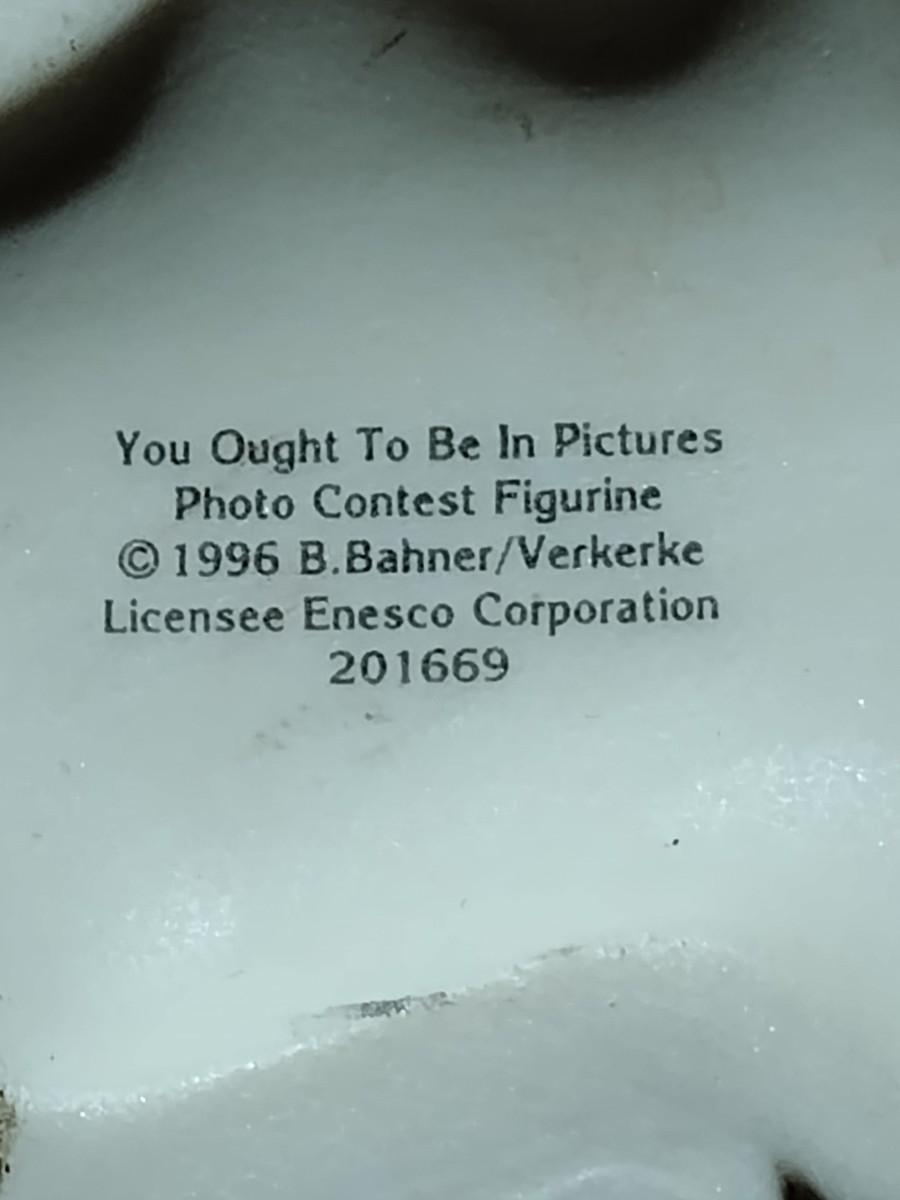 You Ought To Be In Pictures
Photo Contest Figurine
© 1996 B.Bahner/Verkerke
Licensee Enesco Corporation
201669